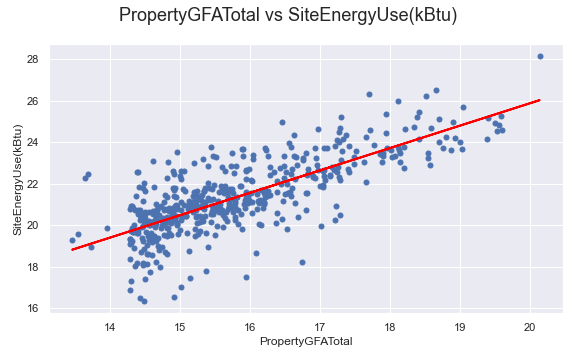 PropertyGFATotal vs SiteEnergyUse(kBtu)
28
26
24
22
20
18
16
SiteEnergyUse(kBtu)
14 15 16 17 18 19 20
PropertyGFATotal